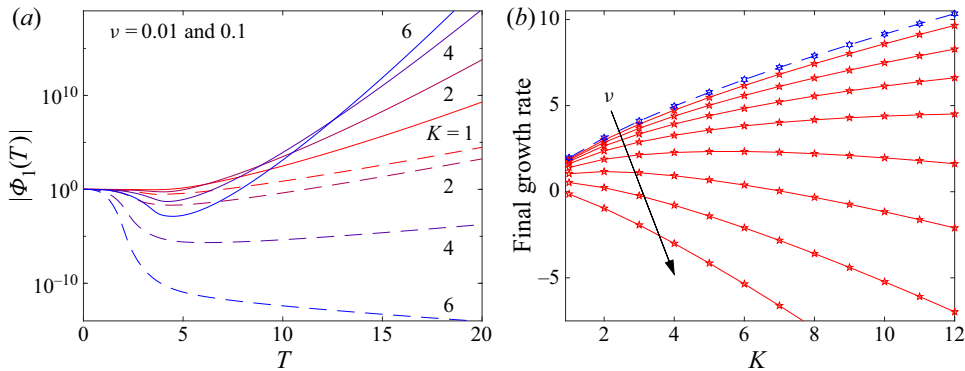 (a)
ν = 0.01 and 0.1
6
4
2
K = 1
2
4
6
10^10
10^0
10^−10
|Φ₁(T)|
0 5 10 15 20
T
(b)
ν
10
5
0
−5
Final growth rate
2 4 6 8 10 12
K